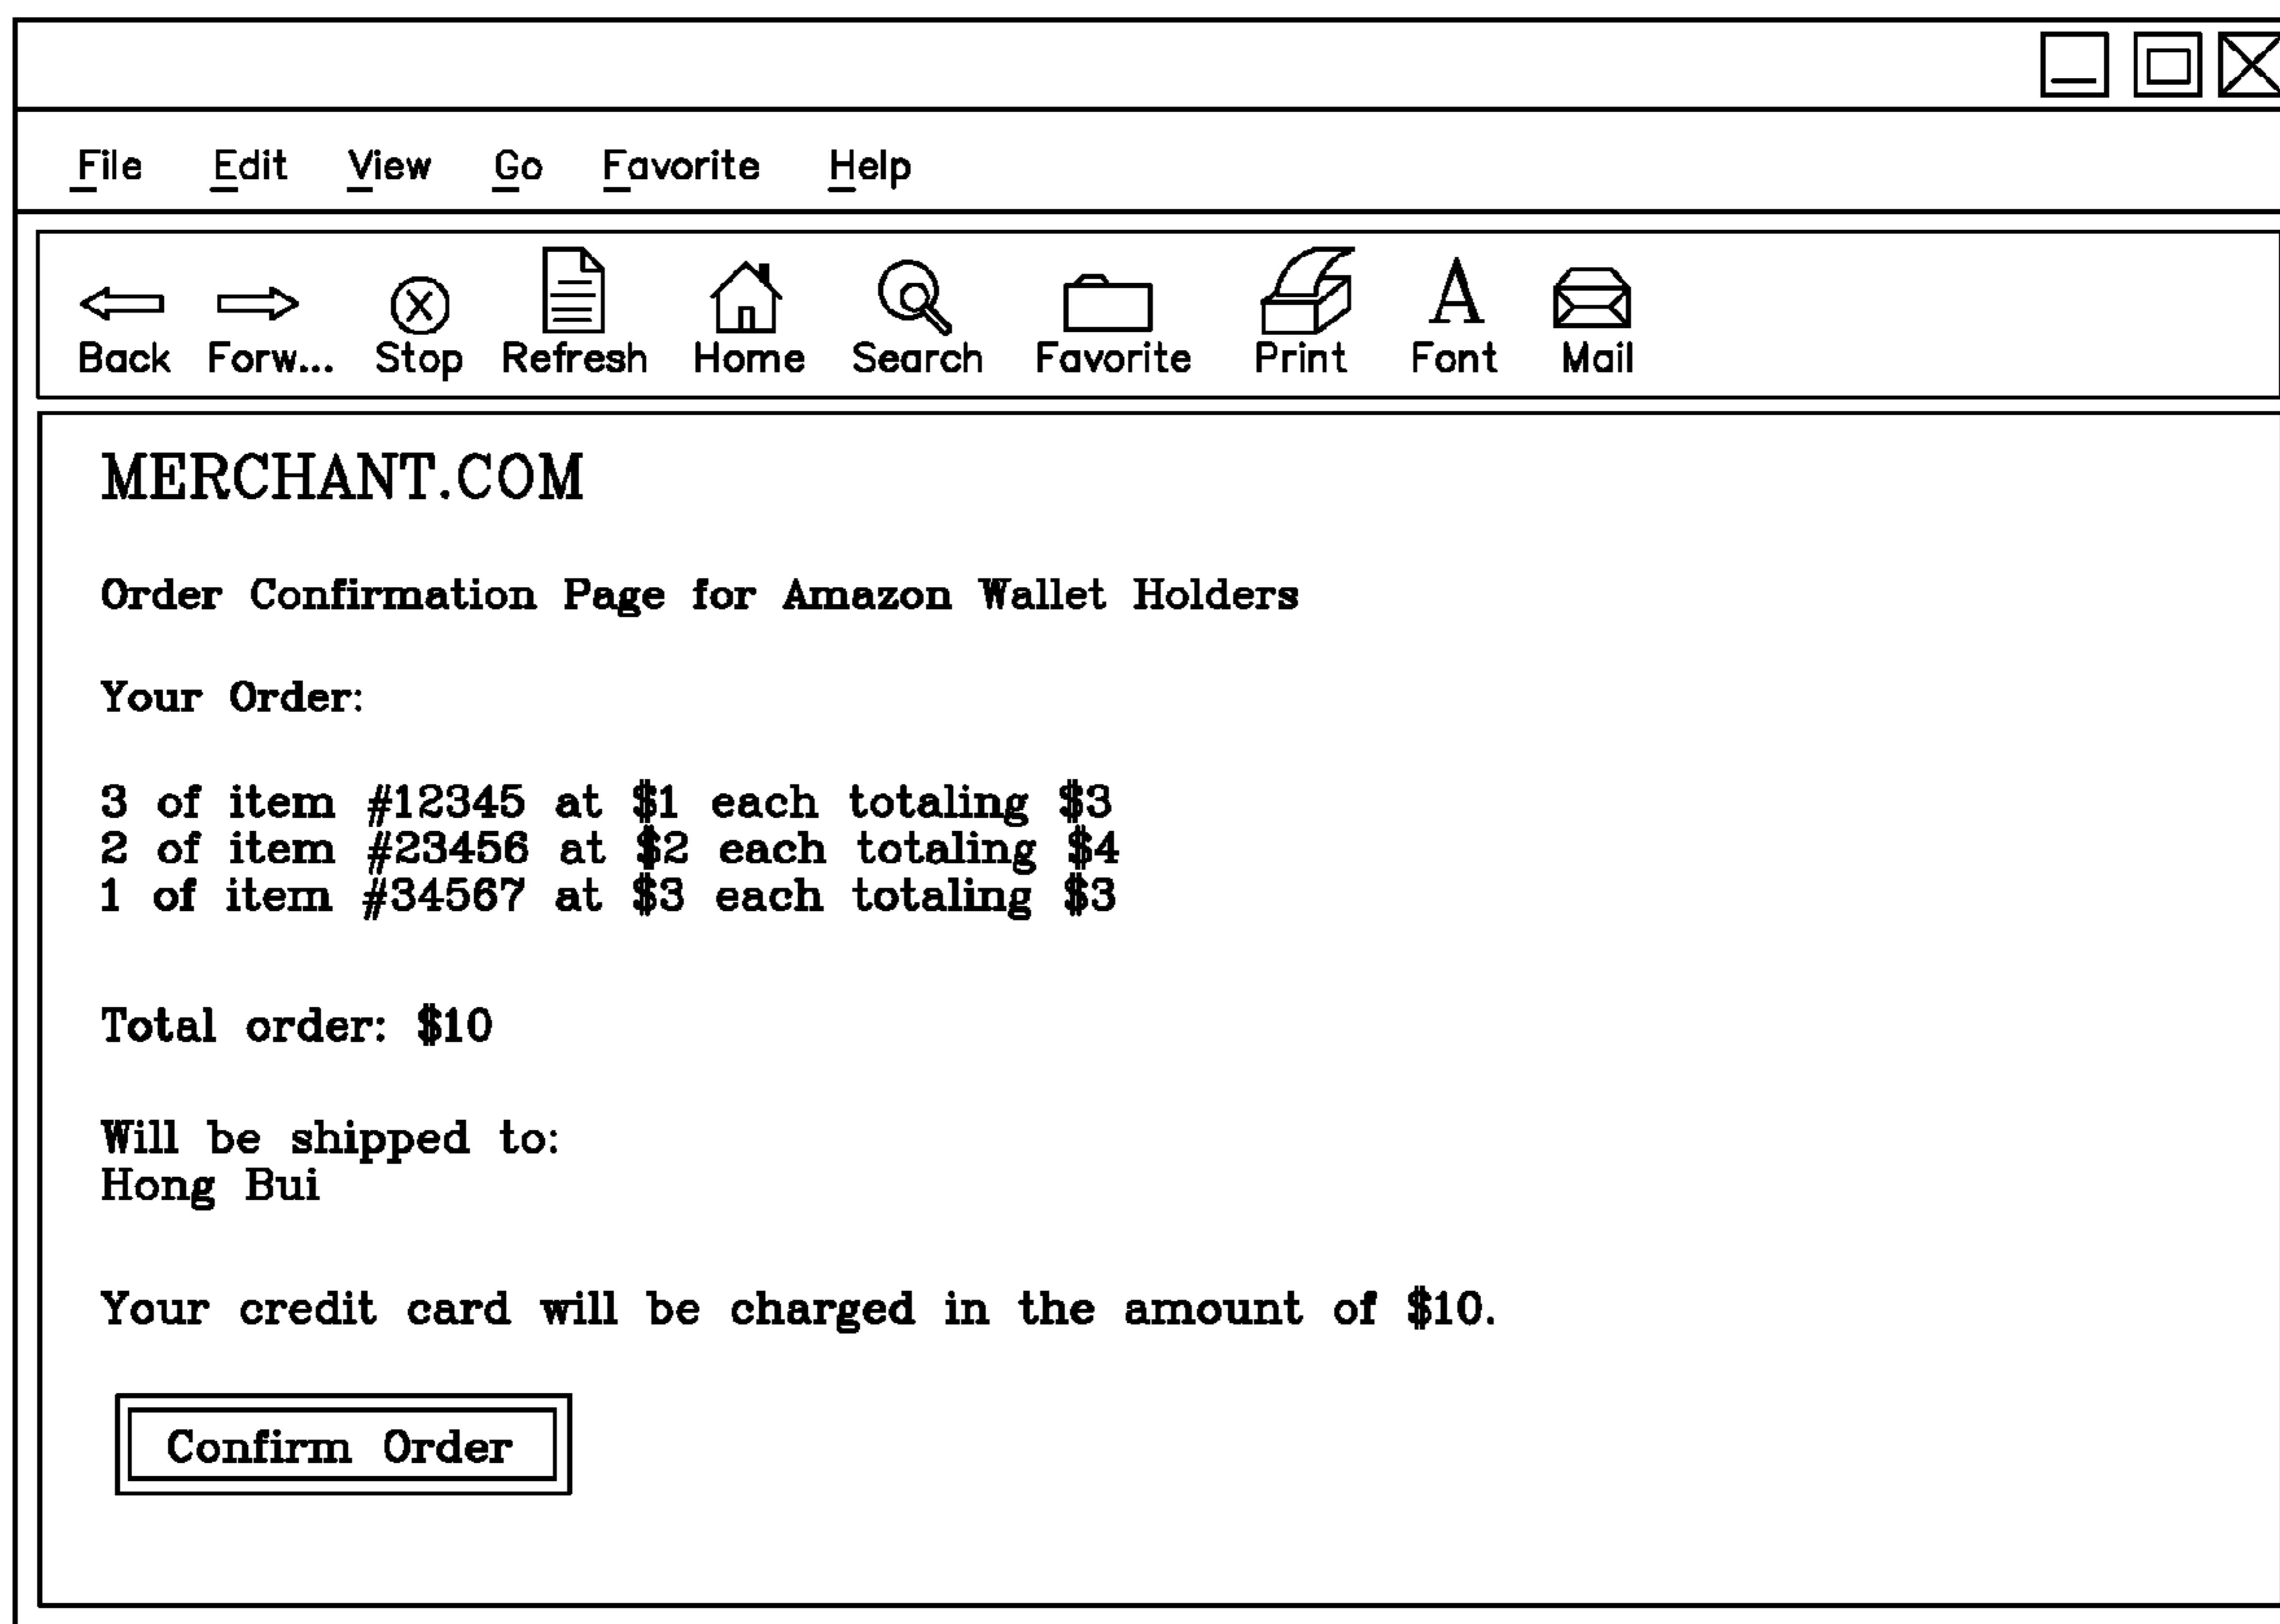 File Edit View Go Favorite Help
Back Forw... Stop Refresh Home Search Favorite Print Font Mail
MERCHANT.COM
Order Confirmation Page for Amazon Wallet Holders
Your Order:
3 of item #12345 at $1 each totaling $3
2 of item #23456 at $2 each totaling $4
1 of item #34567 at $3 each totaling $3
Total order: $10
Will be shipped to:
Hong Bui
Your credit card will be charged in the amount of $10.
Confirm Order